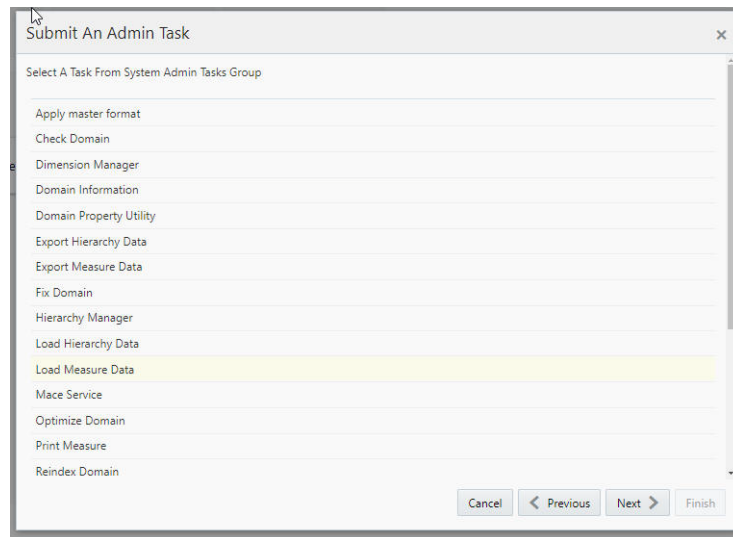 Submit An Admin Task
Select A Task From System Admin Tasks Group
Apply master format
Check Domain
Dimension Manager
Domain Information
Domain Property Utility
Export Hierarchy Data
Export Measure Data
Fix Domain
Hierarchy Manager
Load Hierarchy Data
Load Measure Data
Mace Service
Optimize Domain
Print Measure
Reindex Domain
Cancel Previous Next Finish